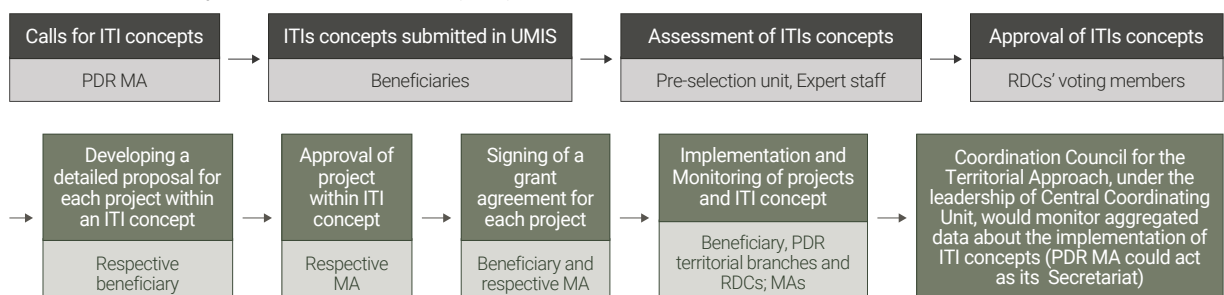 Calls for ITI concepts
PDR MA
ITIs concepts submitted in UMIS
Beneficiaries
Assessment of ITIs concepts
Pre-selection unit, Expert staff
Approval of ITIs concepts
RDCs' voting members
Developing a
detailed proposal for
each project within
an ITI concept
Respective
beneficiary
Approval of
project within
ITI concept
Respective
MA
Signing of a
grant
agreement for
each project
Beneficiary and
respective MA
Implementation and
Monitoring of projects
and ITI concept
Beneficiary, PDR
territorial branches and
RDCs; MAs
Coordination Council for the
Territorial Approach, under the
leadership of Central Coordinating
Unit, would monitor aggregated
data about the implementation of
ITI concepts (PDR MA could act
as its Secretariat)